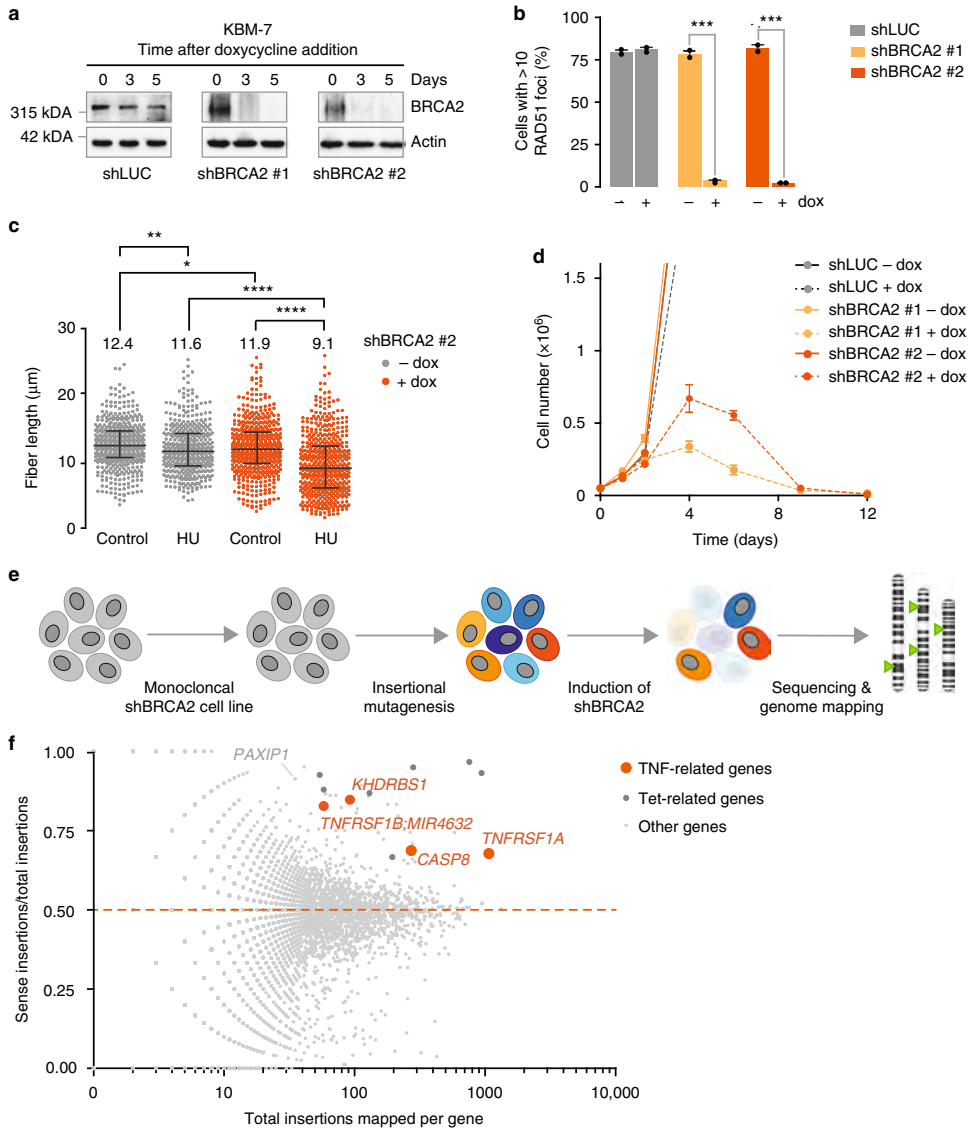 a
KBM-7
Time after doxycycline addition
0 3 5 0 3 5 0 3 5 Days
315 kDA
BRCA2
42 kDA
Actin
shLUC shBRCA2 #1 shBRCA2 #2
b
Cells with >10
RAD51 foci (%)
100
75
50
25
0
*** ***
– + – + – + dox
shLUC
shBRCA2 #1
shBRCA2 #2
c
**
*
****
****
Fiber length (μm)
30
20
10
0
12.4 11.6 11.9 9.1
Control HU Control HU
shBRCA2 #2
– dox
+ dox
d
Cell number (×10⁶)
1.5
1
0.5
0
0 4 8 12
Time (days)
shLUC – dox
shLUC + dox
shBRCA2 #1 – dox
shBRCA2 #1 + dox
shBRCA2 #2 – dox
shBRCA2 #2 + dox
e
Monocloncal
shBRCA2 cell line
Insertional
mutagenesis
Induction of
shBRCA2
Sequencing &
genome mapping
f
Sense insertions/total insertions
1.00
0.75
0.50
0.25
0.00
PAXIP1
KHDRBS1
TNFRSF1B;MIR4632
TNFRSF1A
CASP8
0 10 100 1000 10,000
Total insertions mapped per gene
TNF-related genes
Tet-related genes
Other genes